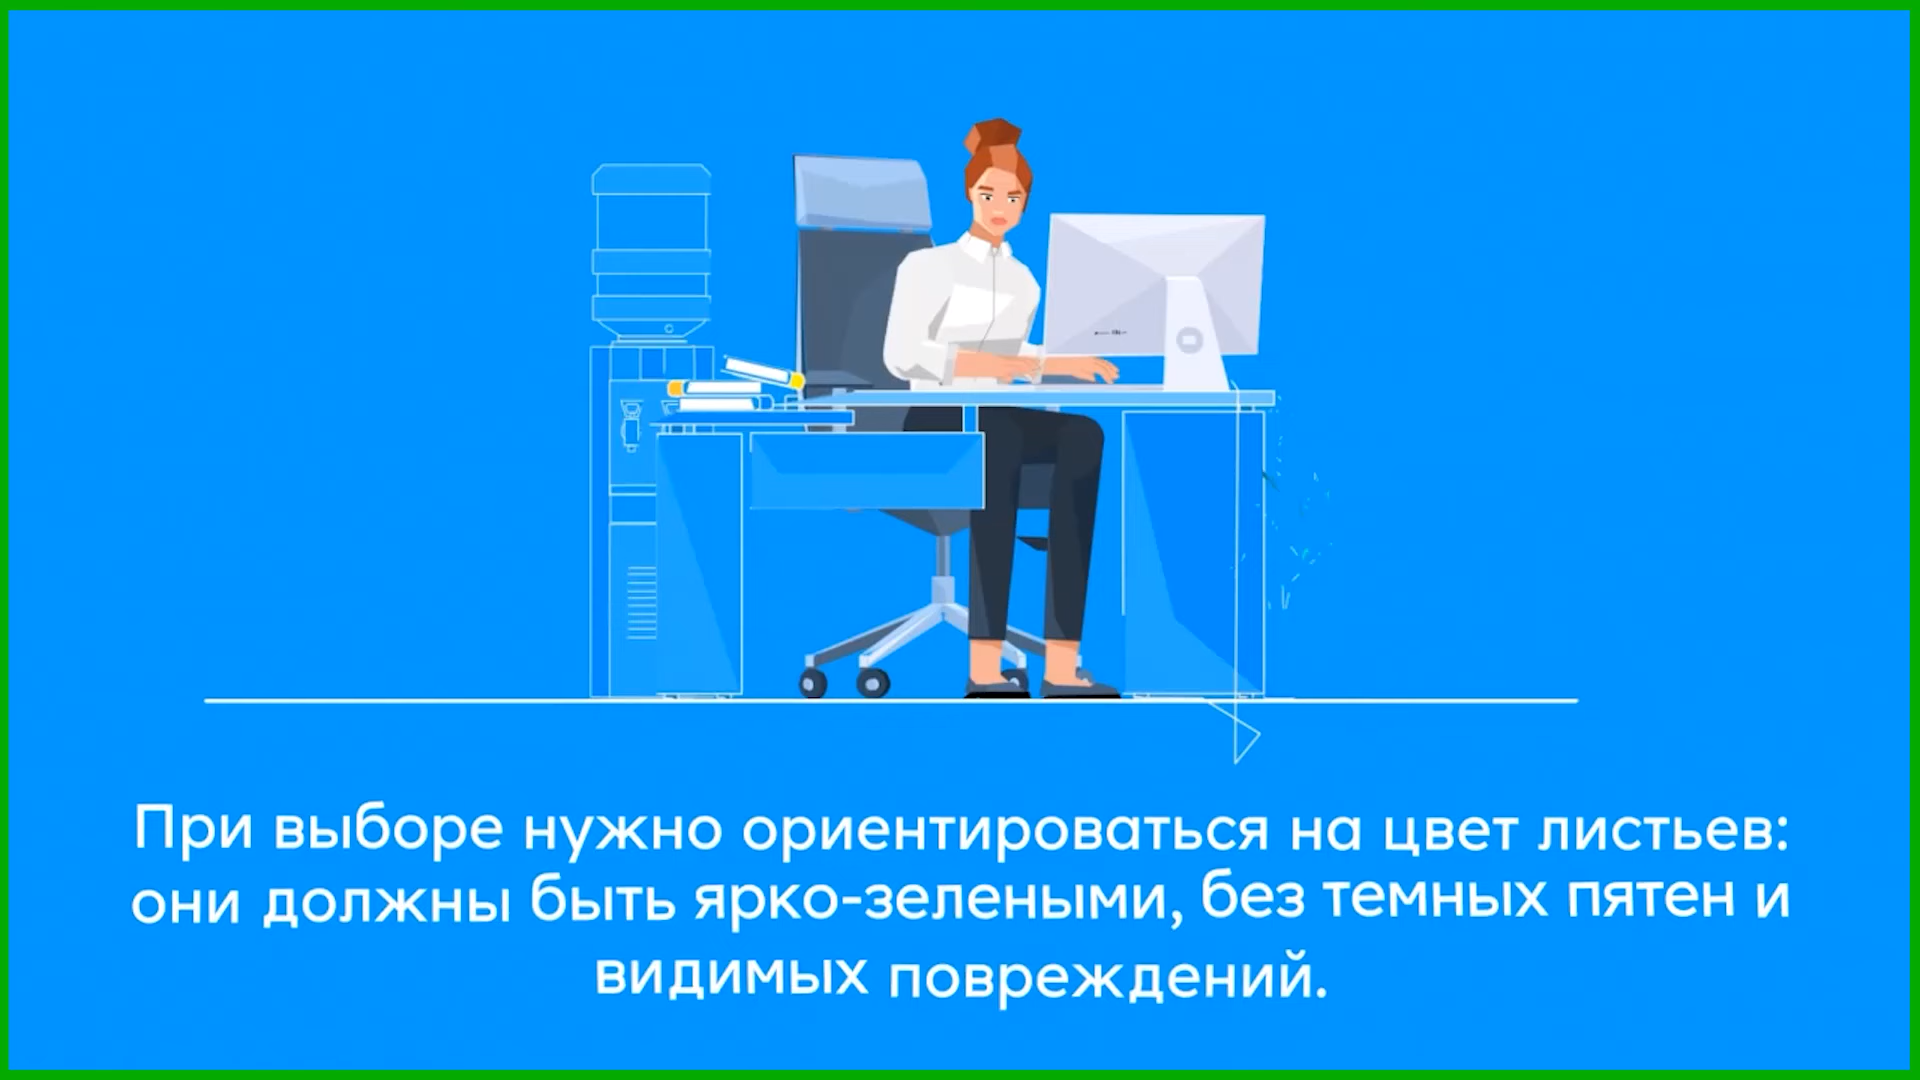 При выборе нужно ориентироваться на цвет листьев:
они должны быть ярко-зелеными, без темных пятен и
видимых повреждений.